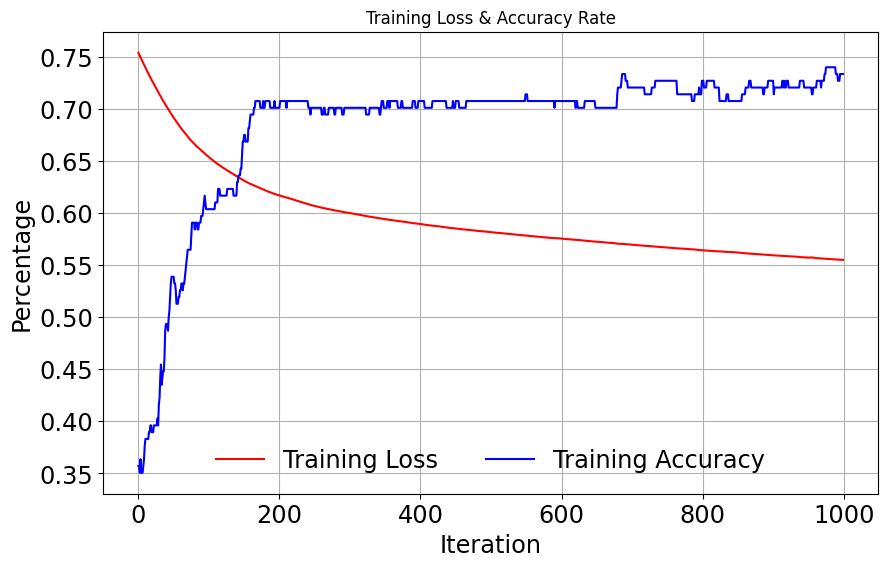 Training Loss & Accuracy Rate
Percentage
0.75
0.70
0.65
0.60
0.55
0.50
0.45
0.40
0.35
Training Loss Training Accuracy
0 200 400 600 800 1000
Iteration